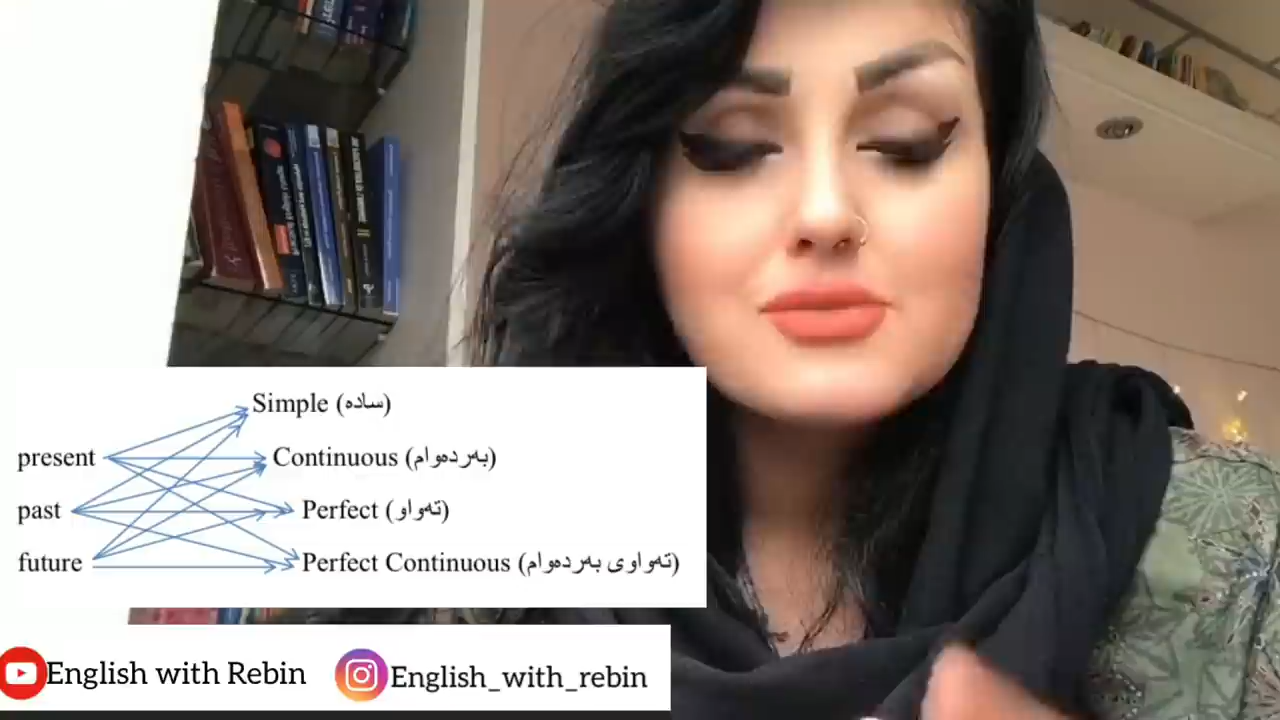 Simple (ساده)
present
Continuous (بەردەوام)
past
Perfect (تەواو)
future
Perfect Continuous (تەواوی بەردەوام)
English with Rebin
English_with_rebin